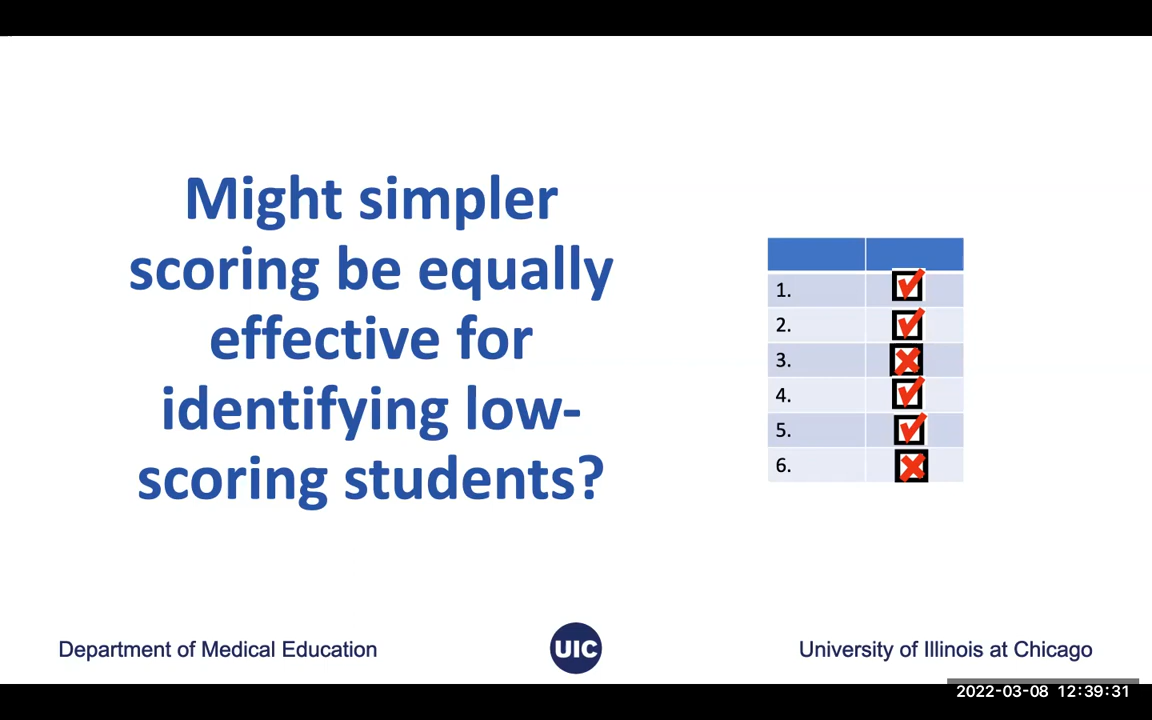 Might simpler
scoring be equally
effective for
identifying low-
scoring students?
1.
2.
3.
4.
5.
6.
Department of Medical Education
UIC
University of Illinois at Chicago
2022-03-08 12:39:31